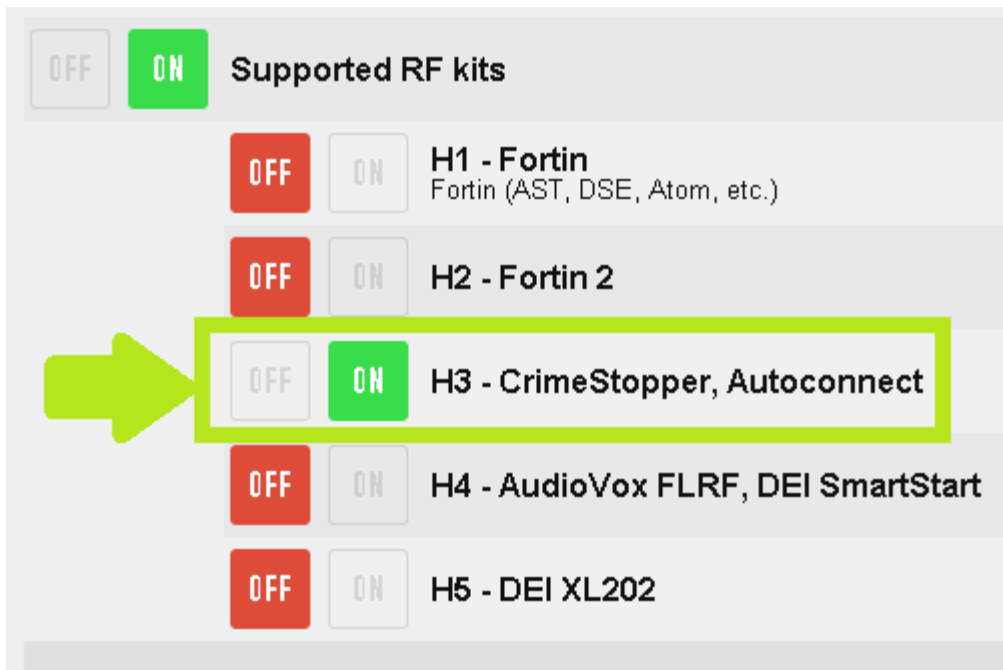 OFF ON Supported RF kits
OFF ON H1 - Fortin
Fortin (AST, DSE, Atom, etc.)
OFF ON H2 - Fortin 2
OFF ON H3 - CrimeStopper, Autoconnect
OFF ON H4 - AudioVox FLRF, DEI SmartStart
OFF ON H5 - DEI XL202